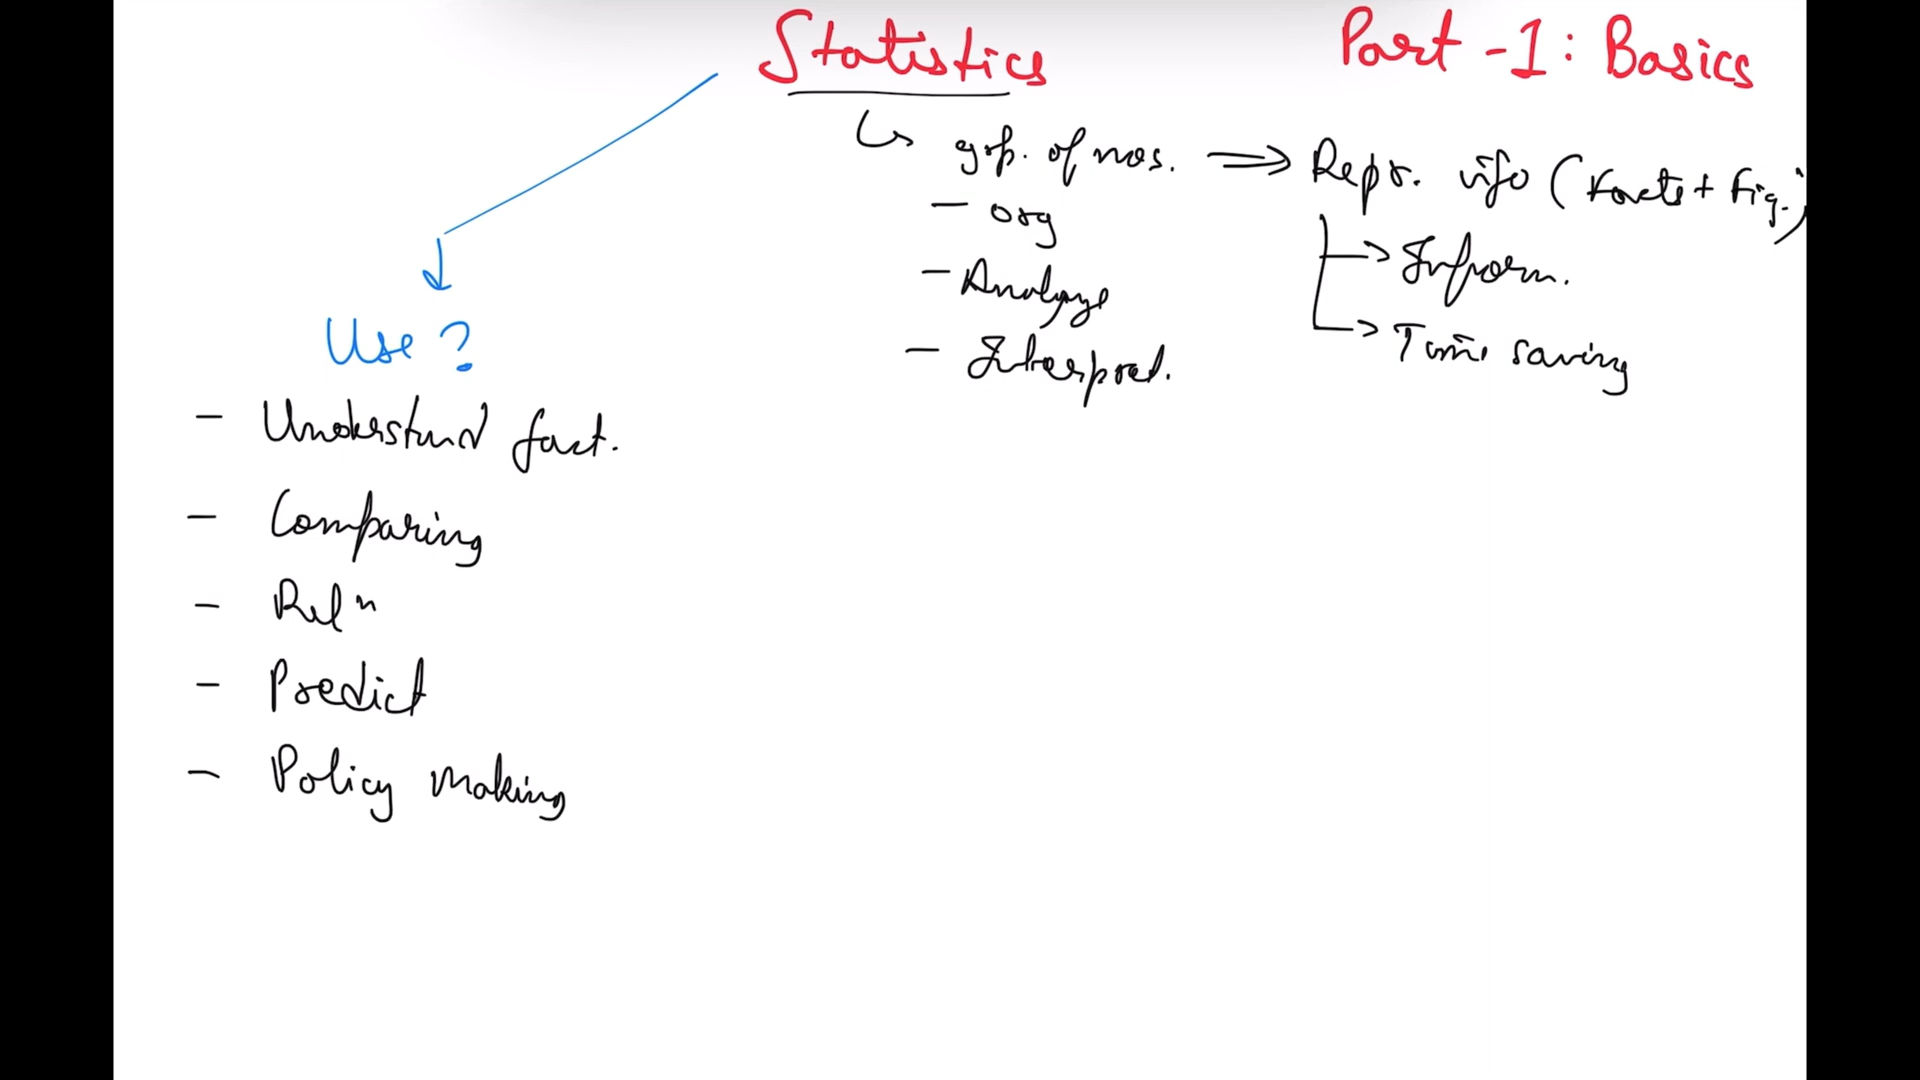 Statistics
Part -1: Basics
grp. of nos. ⇒ Repr. info (Facts + Fig.)
- org
- Analyze
- Interpret.
→ Inform.
→ Time saving
Use ?
- Understand fact.
- Comparing
- Relⁿ
- Predict
- Policy Making